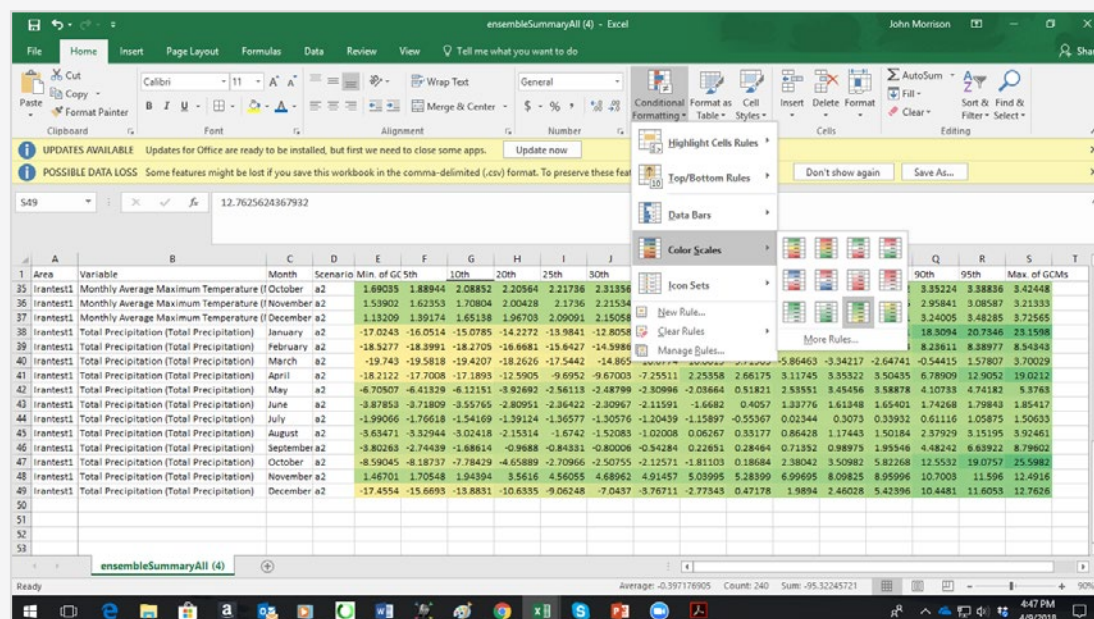 ensembleSummaryAll (4) - Excel
John Morrison
File Home Insert Page Layout Formulas Data Review View Tell me what you want to do Shar
Paste
Cut
Copy
Format Painter
Clipboard
Calibri 11
B I U
Font
Wrap Text
Merge & Center
Alignment
General
$ % ,
Number
Conditional Formatting
Format as Table
Cell Styles
Insert Delete Format
Cells
AutoSum
Fill
Clear
Sort & Filter
Find & Select
Editing
UPDATES AVAILABLE Updates for Office are ready to be installed, but first we need to close some apps. Update now
POSSIBLE DATA LOSS Some features might be lost if you save this workbook in the comma-delimited (.csv) format. To preserve these feat Don't show again Save As...
S49 fx 12.7625624367932
Highlight Cells Rules
Top/Bottom Rules
Data Bars
Color Scales
Icon Sets
New Rule...
Clear Rules
Manage Rules...
More Rules...
A B C D E F G H I J Q R S T
1 Area Variable Month Scenario Min. of GC 5th 10th 20th 25th 30th 90th 95th Max. of GCMs
35 Irantest1 Monthly Average Maximum Temperature (I October a2 1.69035 1.88944 2.08852 2.20564 2.21736 2.31356 3.35224 3.38836 3.42448
36 Irantest1 Monthly Average Maximum Temperature (I November a2 1.53902 1.62353 1.70804 2.00428 2.1736 2.21534 2.95841 3.08587 3.21333
37 Irantest1 Monthly Average Maximum Temperature (I December a2 1.13209 1.39174 1.65138 1.96703 2.09091 2.15058 3.24005 3.48285 3.72565
38 Irantest1 Total Precipitation (Total Precipitation) January a2 -17.0243 -16.0514 -15.0785 -14.2272 -13.9841 -12.8058 18.3094 20.7346 23.1598
39 Irantest1 Total Precipitation (Total Precipitation) February a2 -18.5277 -18.3991 -18.2705 -16.6681 -15.6427 -14.5986 8.23611 8.38977 8.54343
40 Irantest1 Total Precipitation (Total Precipitation) March a2 -19.743 -19.5818 -19.4207 -18.2626 -17.5442 -14.865 -5.86463 -3.34217 -2.64741 -0.54415 1.57807 3.70029
41 Irantest1 Total Precipitation (Total Precipitation) April a2 -18.2122 -17.7008 -17.1893 -12.5905 -9.6952 -9.67003 -7.25511 2.25358 2.66175 3.11745 3.55322 3.50435 6.78909 12.9052 19.0212
42 Irantest1 Total Precipitation (Total Precipitation) May a2 -6.70507 -6.41329 -6.12151 -3.92692 -2.56113 -2.48799 -2.30996 -2.03664 0.51821 2.53551 3.45456 3.58878 4.10733 4.74182 5.3763
43 Irantest1 Total Precipitation (Total Precipitation) June a2 -3.87853 -3.71809 -3.55765 -2.80951 -2.36422 -2.30967 -2.11591 -1.6682 0.4057 1.33776 1.61348 1.65401 1.74268 1.79843 1.85417
44 Irantest1 Total Precipitation (Total Precipitation) July a2 -1.99066 -1.76618 -1.54169 -1.39124 -1.36577 -1.30576 -1.20439 -1.15897 -0.55367 0.02344 0.3073 0.33932 0.61116 1.05875 1.50633
45 Irantest1 Total Precipitation (Total Precipitation) August a2 -3.63471 -3.32944 -3.02418 -2.15314 -1.6742 -1.52083 -1.02008 0.06267 0.33177 0.86428 1.17443 1.50184 2.37929 3.15195 3.92461
46 Irantest1 Total Precipitation (Total Precipitation) September a2 -3.80263 -2.74439 -1.68614 -0.9688 -0.84331 -0.80006 -0.54284 0.22651 0.28464 0.71352 0.98975 1.95546 4.48242 6.63922 8.79602
47 Irantest1 Total Precipitation (Total Precipitation) October a2 -8.59045 -8.18737 -7.78429 -4.65889 -2.70966 -2.50755 -2.12571 -1.81103 0.18684 2.38042 3.50982 5.82268 12.5532 19.0757 25.5982
48 Irantest1 Total Precipitation (Total Precipitation) November a2 1.46701 1.70548 1.94394 3.5616 4.56055 4.68962 4.91457 5.03995 5.28399 6.99695 8.09825 8.95996 10.7003 11.596 12.4916
49 Irantest1 Total Precipitation (Total Precipitation) December a2 -17.4554 -15.6693 -13.8831 -10.6335 -9.06248 -7.0437 -3.76711 -2.77343 0.47178 1.9894 2.46028 5.42396 10.4481 11.6053 12.7626
50
51
52
53
ensembleSummaryAll (4)
Ready Average: -0.397176905 Count: 240 Sum: -95.32245721 90%
4:47 PM
4/9/2018